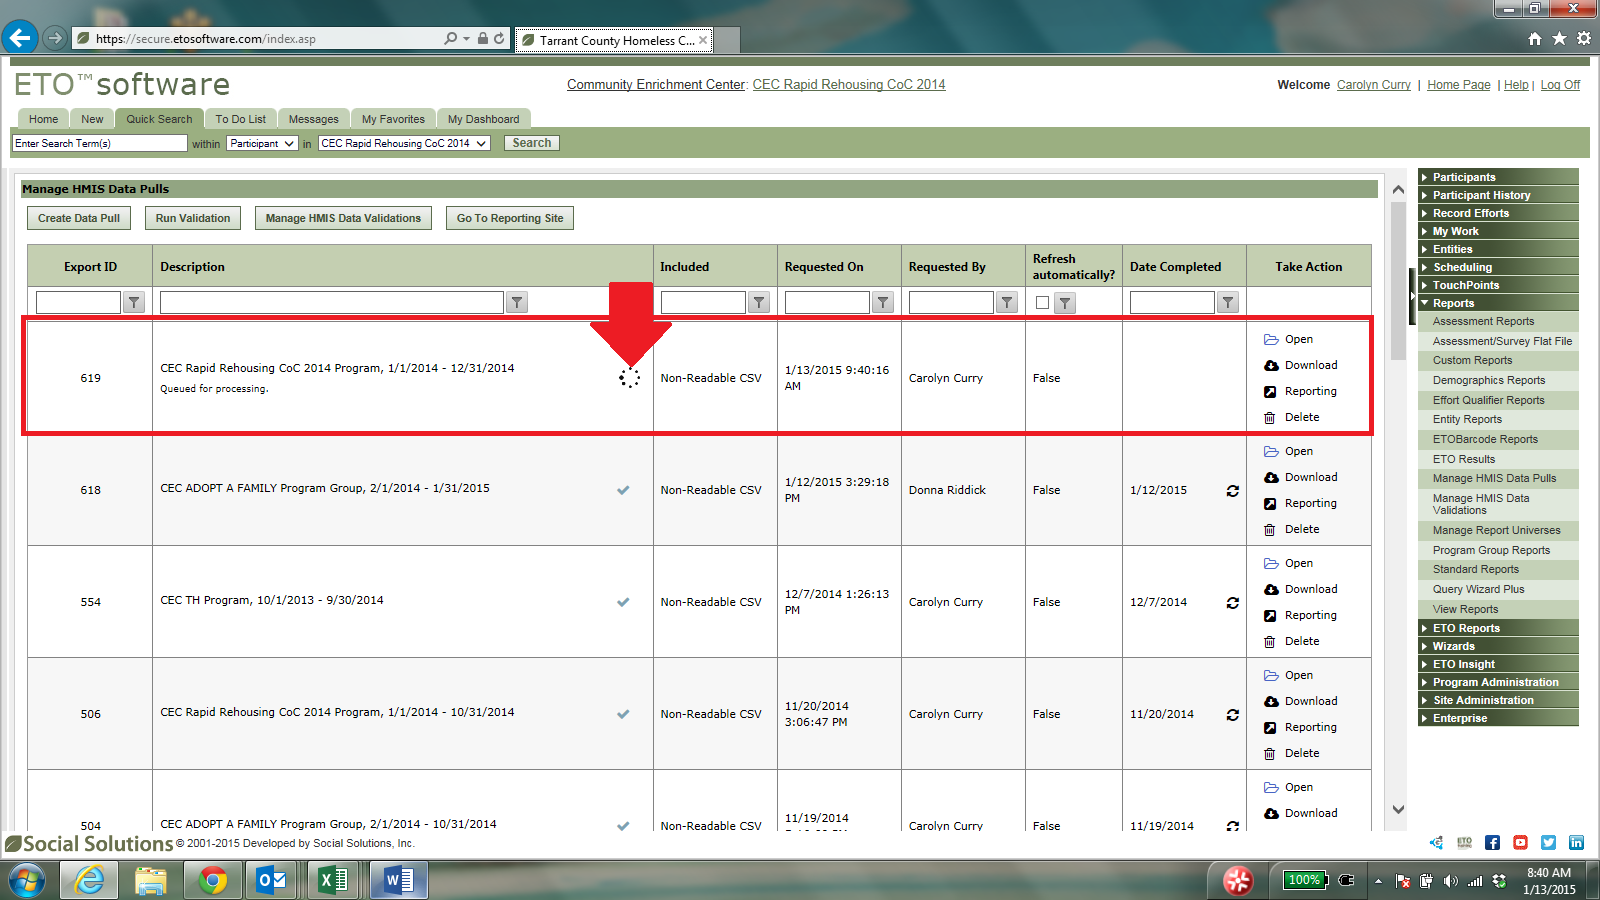 https://secure.etosoftware.com/index.asp
Tarrant County Homeless C...
ETO™software
Community Enrichment Center: CEC Rapid Rehousing CoC 2014
Welcome Carolyn Curry | Home Page | Help | Log Off
Home New Quick Search To Do List Messages My Favorites My Dashboard
Enter Search Term(s) within Participant in CEC Rapid Rehousing CoC 2014 Search
Manage HMIS Data Pulls
Create Data Pull Run Validation Manage HMIS Data Validations Go To Reporting Site
Export ID Description Included Requested On Requested By Refresh automatically? Date Completed Take Action
619 CEC Rapid Rehousing CoC 2014 Program, 1/1/2014 - 12/31/2014
Queued for processing.
Non-Readable CSV 1/13/2015 9:40:16 AM Carolyn Curry False
Open
Download
Reporting
Delete
618 CEC ADOPT A FAMILY Program Group, 2/1/2014 - 1/31/2015 Non-Readable CSV 1/12/2015 3:29:18 PM Donna Riddick False 1/12/2015
Open
Download
Reporting
Delete
554 CEC TH Program, 10/1/2013 - 9/30/2014 Non-Readable CSV 12/7/2014 1:26:13 PM Carolyn Curry False 12/7/2014
Open
Download
Reporting
Delete
506 CEC Rapid Rehousing CoC 2014 Program, 1/1/2014 - 10/31/2014 Non-Readable CSV 11/20/2014 3:06:47 PM Carolyn Curry False 11/20/2014
Open
Download
Reporting
Delete
504 CEC ADOPT A FAMILY Program Group, 2/1/2014 - 10/31/2014 Non-Readable CSV 11/19/2014 Carolyn Curry False 11/19/2014
Open
Download
Participants
Participant History
Record Efforts
My Work
Entities
Scheduling
TouchPoints
Reports
Assessment Reports
Assessment/Survey Flat File
Custom Reports
Demographics Reports
Effort Qualifier Reports
Entity Reports
ETOBarcode Reports
ETO Results
Manage HMIS Data Pulls
Manage HMIS Data
Validations
Manage Report Universes
Program Group Reports
Standard Reports
Query Wizard Plus
View Reports
ETO Reports
Wizards
ETO Insight
Program Administration
Site Administration
Enterprise
Social Solutions © 2001-2015 Developed by Social Solutions, Inc.
100%
8:40 AM
1/13/2015